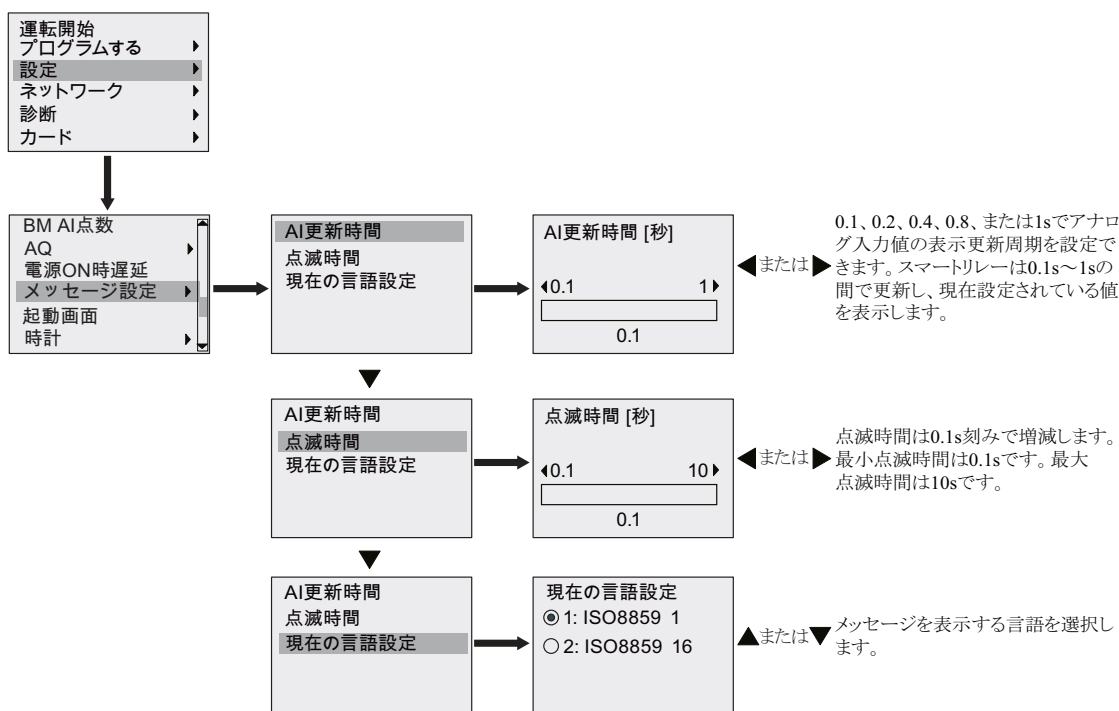 運転開始
プログラムする
設定
ネットワーク
診断
カード
BM AI点数
AQ
電源ON時遅延
メッセージ設定
起動画面
時計
AI更新時間
点滅時間
現在の言語設定
AI更新時間 [秒]
0.1 1
0.1
または
0.1、0.2、0.4、0.8、または1sでアナロ
グ入力値の表示更新周期を設定で
きます。スマートリレーは0.1s～1sの
間で更新し、現在設定されている値
を表示します。
AI更新時間
点滅時間
現在の言語設定
点滅時間 [秒]
0.1 10
0.1
または
点滅時間は0.1s刻みで増減します。
最小点滅時間は0.1sです。最大
点滅時間は10sです。
AI更新時間
点滅時間
現在の言語設定
現在の言語設定
1: ISO8859 1
2: ISO8859 16
または
メッセージを表示する言語を選択し
ます。